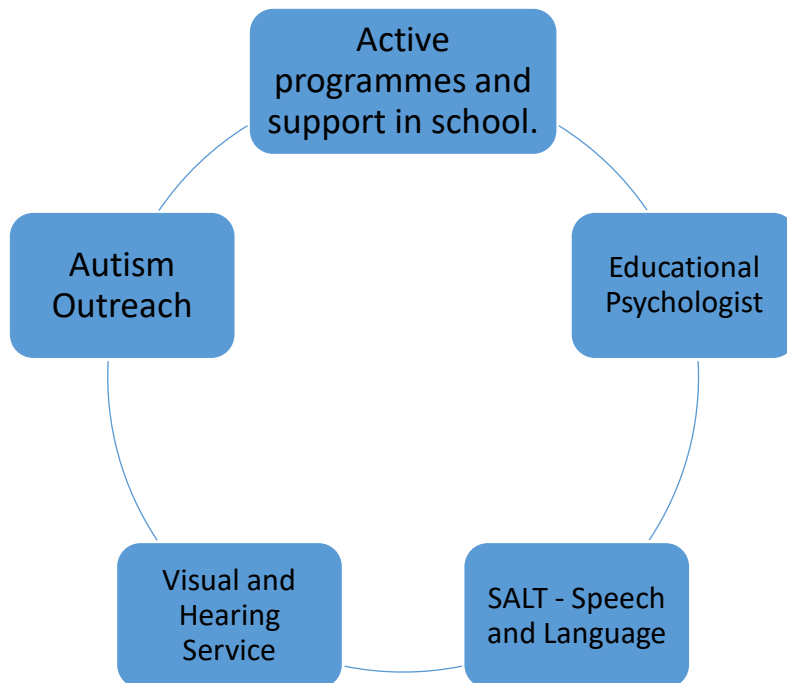 Active
programmes and
support in school.
Autism
Outreach
Educational
Psychologist
Visual and
Hearing
Service
SALT - Speech
and Language